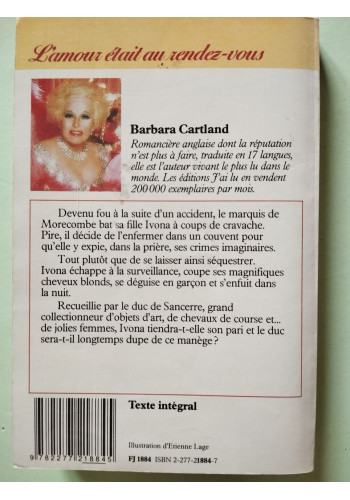 L'amour était au rendez-vous
Barbara Cartland
Romancière anglaise dont la réputation
n'est plus à faire, traduite en 17 langues,
elle est l'auteur vivant le plus lu dans le
monde. Les éditions J'ai lu en vendent
200 000 exemplaires par mois.
Devenu fou à la suite d'un accident, le marquis de
Morecombe bat sa fille Ivona à coups de cravache.
Pire, il décide de l'enfermer dans un couvent pour
qu'elle y expie, dans la prière, ses crimes imaginaires.
Tout plutôt que de se laisser ainsi séquestrer.
Ivona échappe à la surveillance, coupe ses magnifiques
cheveux blonds, se déguise en garçon et s'enfuit dans
la nuit.
Recueillie par le duc de Sancerre, grand
collectionneur d'objets d'art, de chevaux de course et...
de jolies femmes, Ivona tiendra-t-elle son pari et le duc
sera-t-il longtemps dupe de ce manège ?
Texte intégral
Illustration d'Etienne Lage
9 782277 218845
FJ 1884 ISBN 2-277-21884-7